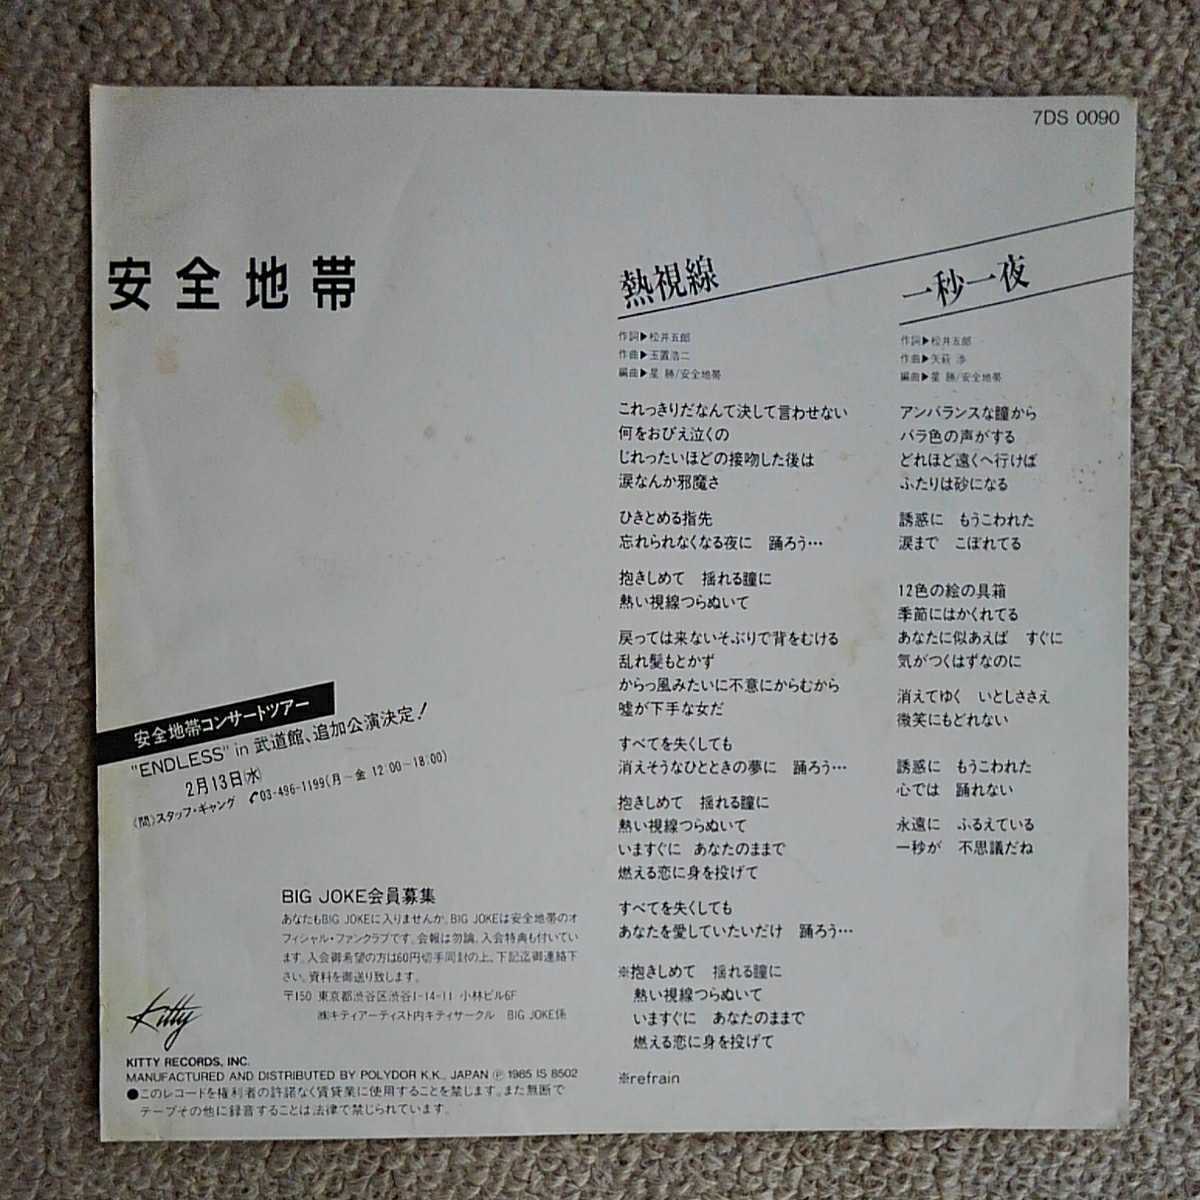 7DS 0090
安全地帯
熱視線
作詞▶松井五郎
作曲▶玉置浩二
編曲▶星 勝/安全地帯
これっきりだなんて決して言わせない
何をおびえ泣くの
じれったいほどの接吻した後は
涙なんか邪魔さ
ひきとめる指先
忘れられなくなる夜に　踊ろう…
抱きしめて　揺れる瞳に
熱い視線つらぬいて
戻っては来ないそぶりで背をむける
乱れ髪もとかず
からっ風みたいに不意にからむから
嘘が下手な女だ
すべてを失くしても
消えそうなひとときの夢に　踊ろう…
抱きしめて　揺れる瞳に
熱い視線つらぬいて
いますぐに　あなたのままで
燃える恋に身を投げて
すべてを失くしても
あなたを愛していたいだけ　踊ろう…
※抱きしめて　揺れる瞳に
熱い視線つらぬいて
いますぐに　あなたのままで
燃える恋に身を投げて
※refrain
一秒一夜
作詞▶松井五郎
作曲▶矢萩 渉
編曲▶星 勝/安全地帯
アンバランスな瞳から
バラ色の声がする
どれほど遠くへ行けば
ふたりは砂になる
誘惑に　もうこわれた
涙まで　こぼれてる
12色の絵の具箱
季節にはかくれてる
あなたに似あえば　すぐに
気がつくはずなのに
消えてゆく　いとしささえ
微笑にもどれない
誘惑に　もうこわれた
心では　踊れない
永遠に　ふるえている
一秒が　不思議だね
安全地帯コンサートツアー
"ENDLESS" in 武道館、追加公演決定!
2月13日(水)
《問》スタッフ・ギャング ✆03-496-1199(月〜金 12:00〜18:00)
BIG JOKE会員募集
あなたもBIG JOKEに入りませんか。BIG JOKEは安全地帯のオ
フィシャル・ファンクラブです。会報は勿論、入会特典も付いてい
ます。入会御希望の方は60円切手同封の上、下記迄御連絡下
さい。資料を御送り致します。
〒150 東京都渋谷区渋谷1-14-11 小林ビル6F
㈱キティアーティスト内キティサークル　BIG JOKE係
Kitty
KITTY RECORDS, INC.
MANUFACTURED AND DISTRIBUTED BY POLYDOR K.K., JAPAN ℗ 1985 IS 8502
●このレコードを権利者の許諾なく賃貸業に使用することを禁じます。また無断で
テープその他に録音することは法律で禁じられています。